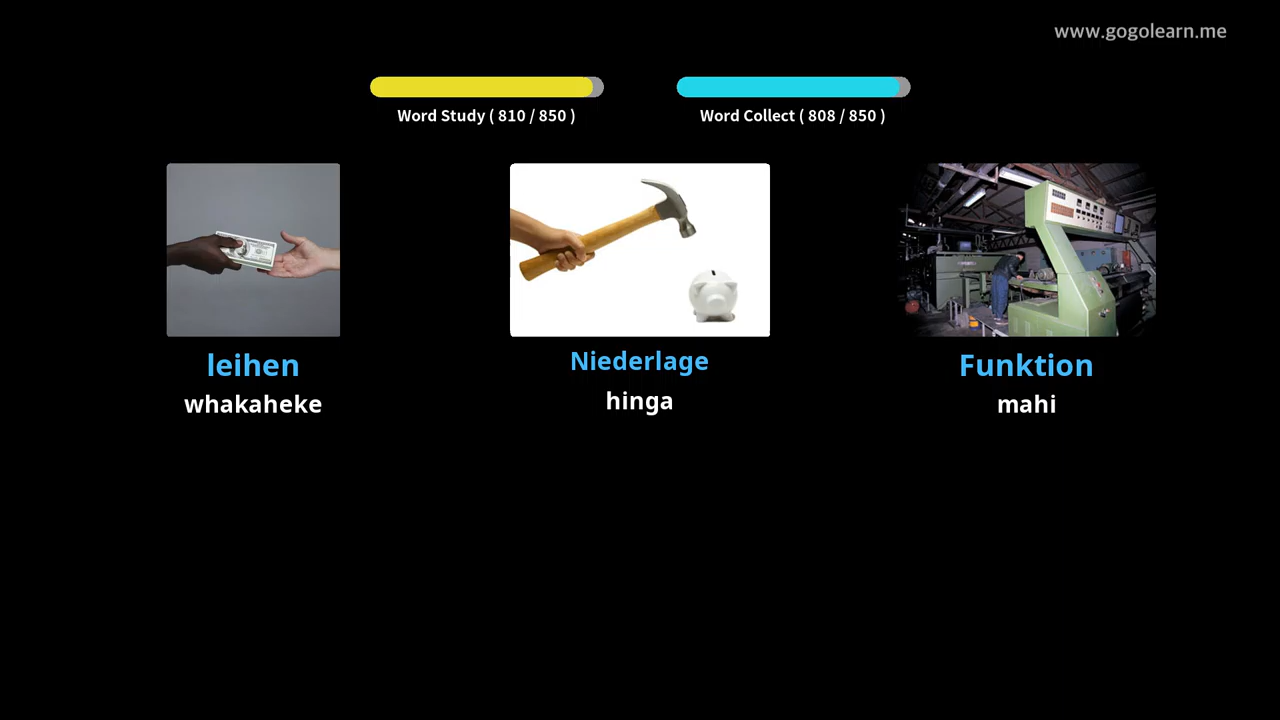 www.gogolearn.me
Word Study ( 810 / 850 )
Word Collect ( 808 / 850 )
leihen
whakaheke
Niederlage
hinga
Funktion
mahi